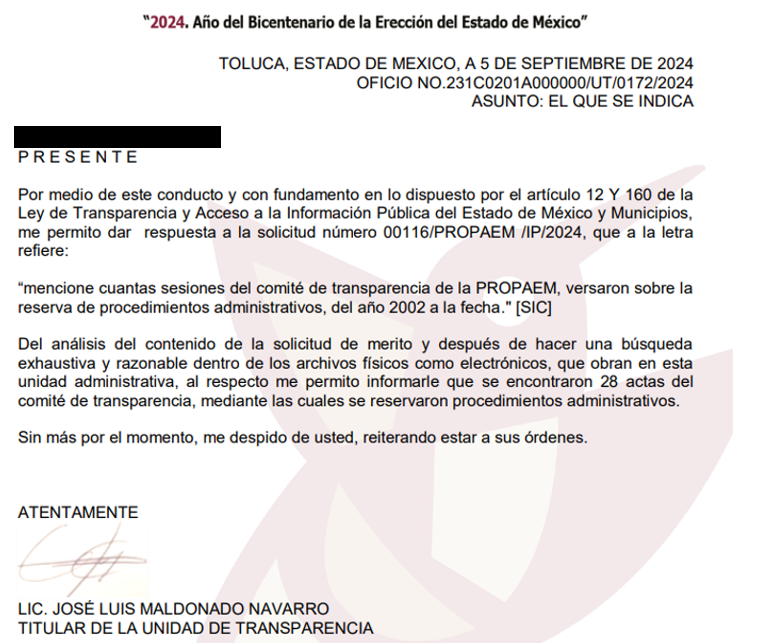 “2024. Año del Bicentenario de la Erección del Estado de México”
TOLUCA, ESTADO DE MEXICO, A 5 DE SEPTIEMBRE DE 2024
OFICIO NO.231C0201A000000/UT/0172/2024
ASUNTO: EL QUE SE INDICA
P R E S E N T E
Por medio de este conducto y con fundamento en lo dispuesto por el artículo 12 Y 160 de la
Ley de Transparencia y Acceso a la Información Pública del Estado de México y Municipios,
me permito dar respuesta a la solicitud número 00116/PROPAEM /IP/2024, que a la letra
refiere:
“mencione cuantas sesiones del comité de transparencia de la PROPAEM, versaron sobre la
reserva de procedimientos administrativos, del año 2002 a la fecha." [SIC]
Del análisis del contenido de la solicitud de merito y después de hacer una búsqueda
exhaustiva y razonable dentro de los archivos físicos como electrónicos, que obran en esta
unidad administrativa, al respecto me permito informarle que se encontraron 28 actas del
comité de transparencia, mediante las cuales se reservaron procedimientos administrativos.
Sin más por el momento, me despido de usted, reiterando estar a sus órdenes.
ATENTAMENTE
LIC. JOSÉ LUIS MALDONADO NAVARRO
TITULAR DE LA UNIDAD DE TRANSPARENCIA